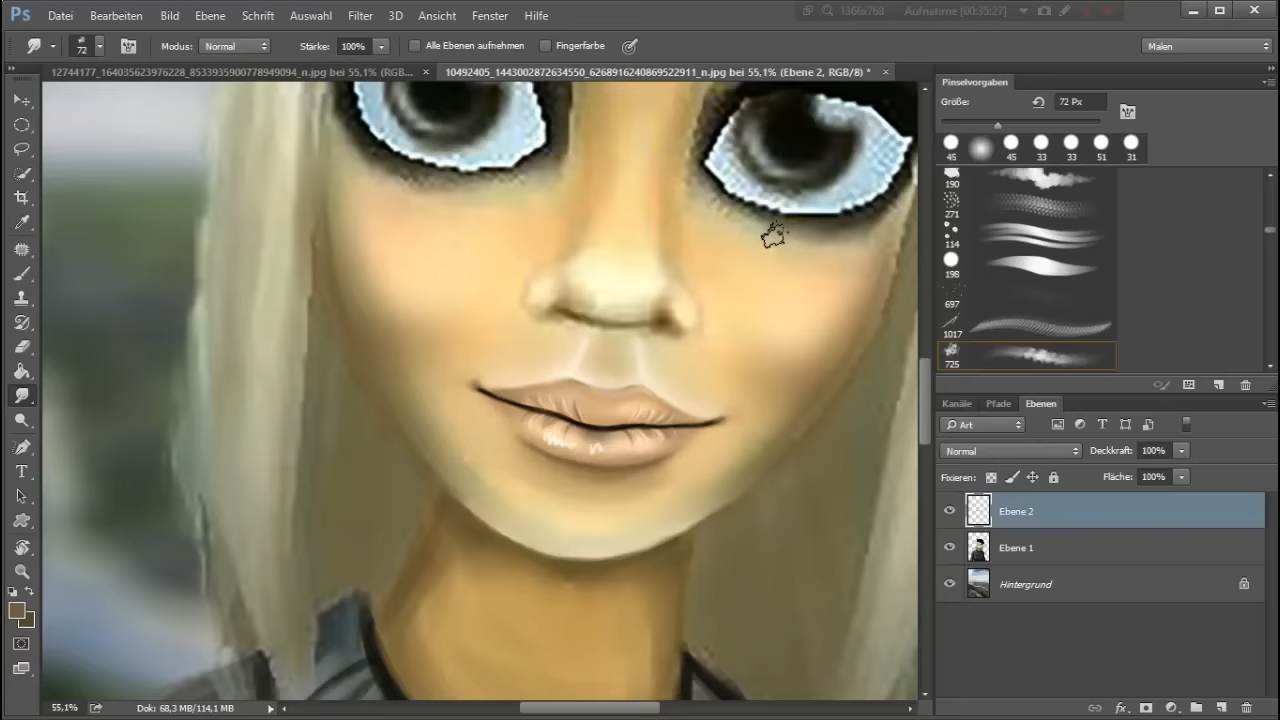 Ps Datei Bearbeiten Bild Ebene Schrift Auswahl Filter 3D Ansicht Fenster Hilfe
1366x768 Aufnahme [00:35:27]
72 Modus: Normal Stärke: 100% Alle Ebenen aufnehmen Fingerfarbe Malen
12744177_164035623976228_8533935900778949094_n.jpg bei 55,1% (RGB... × 10492405_1443002872634550_6268916240869522911_n.jpg bei 55,1% (Ebene 2, RGB/8) * ×
Pinselvorgaben
Größe: 72 Px
45 45 33 33 51 31
190
271
114
198
697
1017
725
Kanäle Pfade Ebenen
Art
Normal Deckkraft: 100%
Fixieren: Fläche: 100%
Ebene 2
Ebene 1
Hintergrund
55,1% Dok: 68,3 MB/114,1 MB